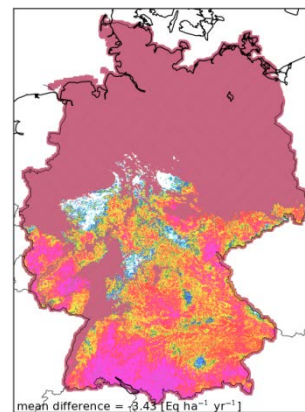 mean difference = -3.43 [Eq ha⁻¹ yr⁻¹]